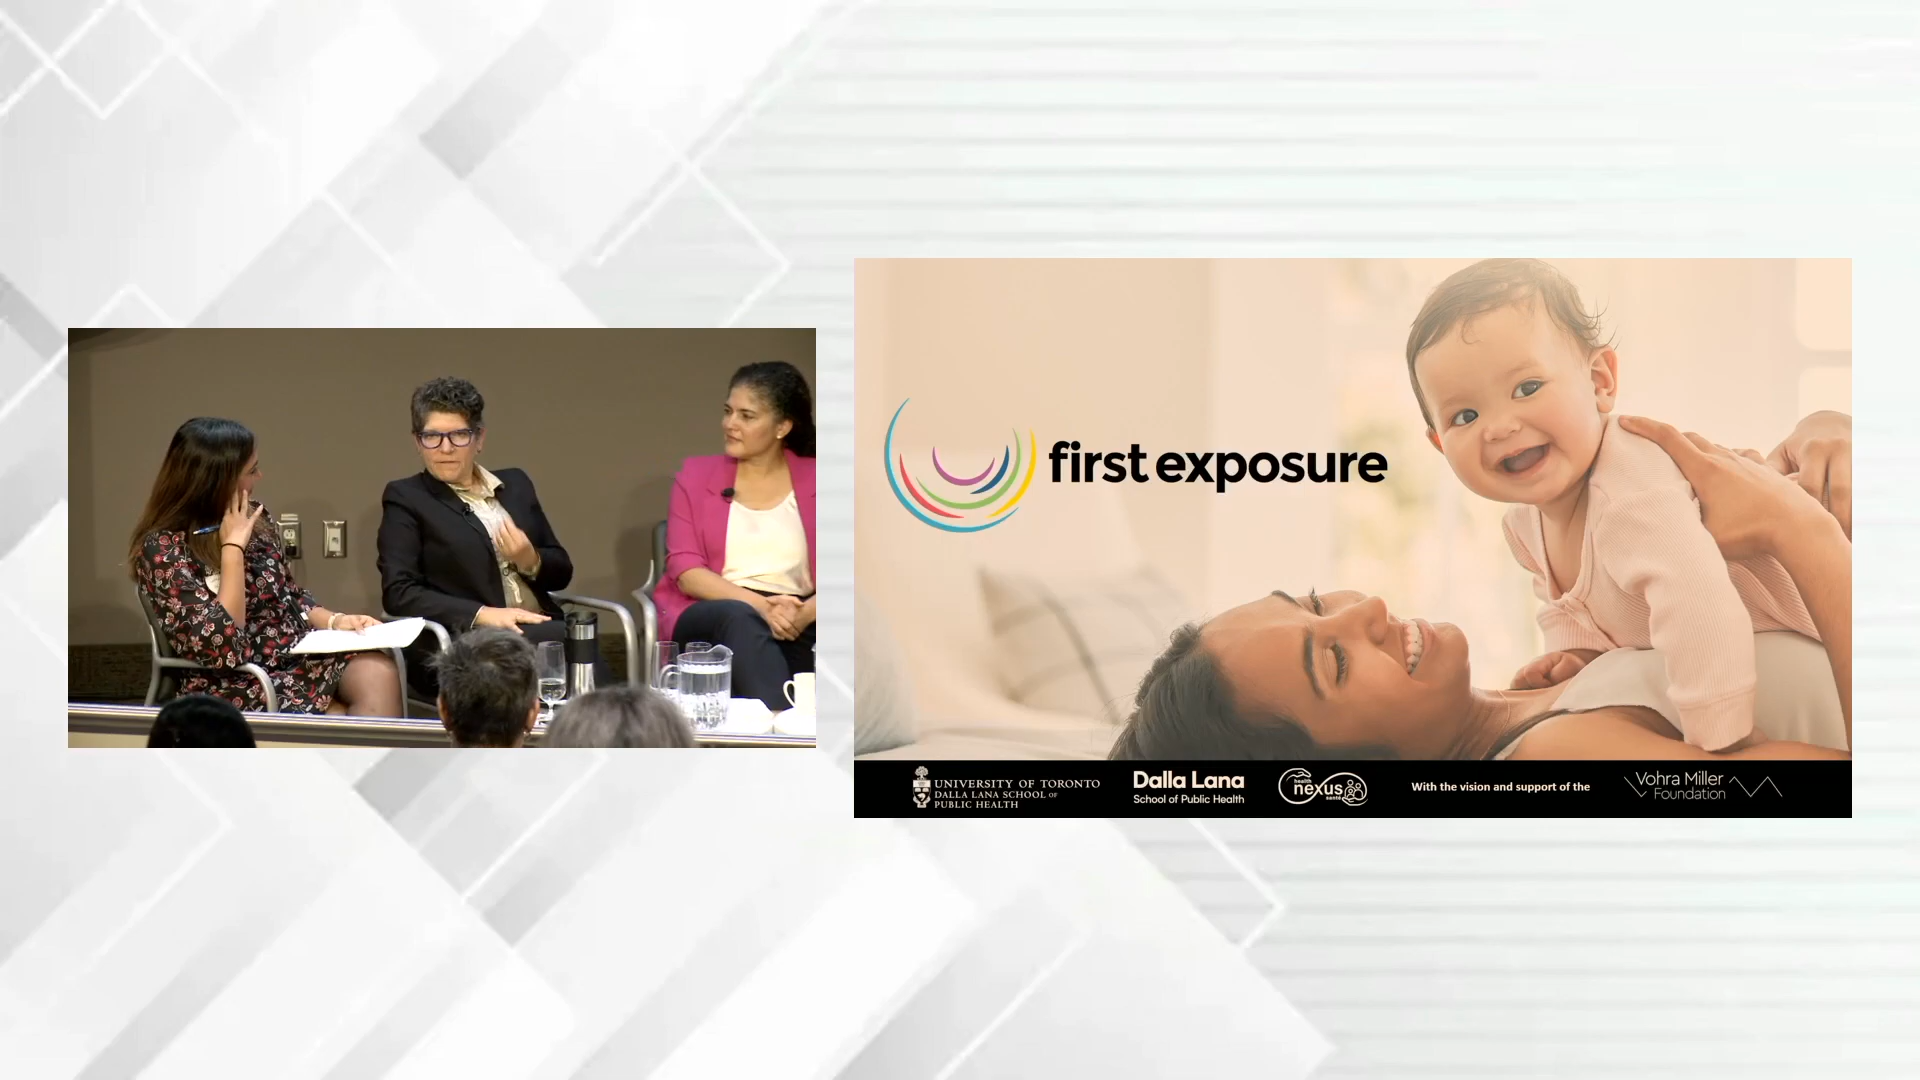 first exposure
UNIVERSITY OF TORONTO
DALLA LANA SCHOOL OF
PUBLIC HEALTH
Dalla Lana
School of Public Health
health
nexus
santé
With the vision and support of the
Vohra Miller
Foundation